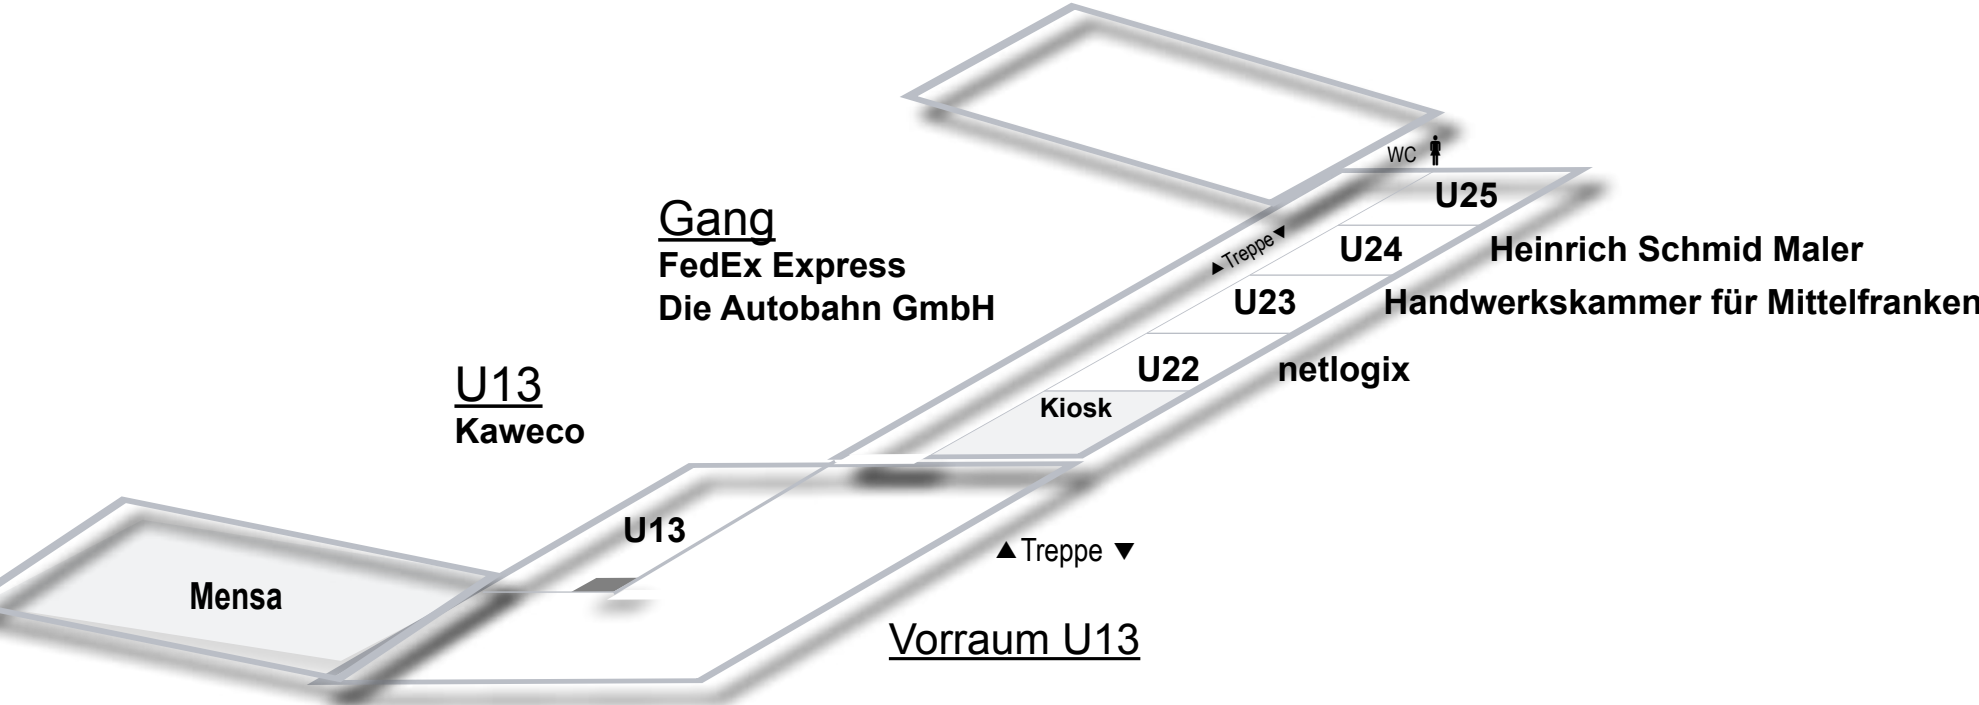 WC
U25
Gang
FedEx Express
Die Autobahn GmbH
▲Treppe▼
U24 Heinrich Schmid Maler
U23 Handwerkskammer für Mittelfranken
U22 netlogix
Kiosk
U13
Kaweco
U13
▲ Treppe ▼
Mensa
Vorraum U13